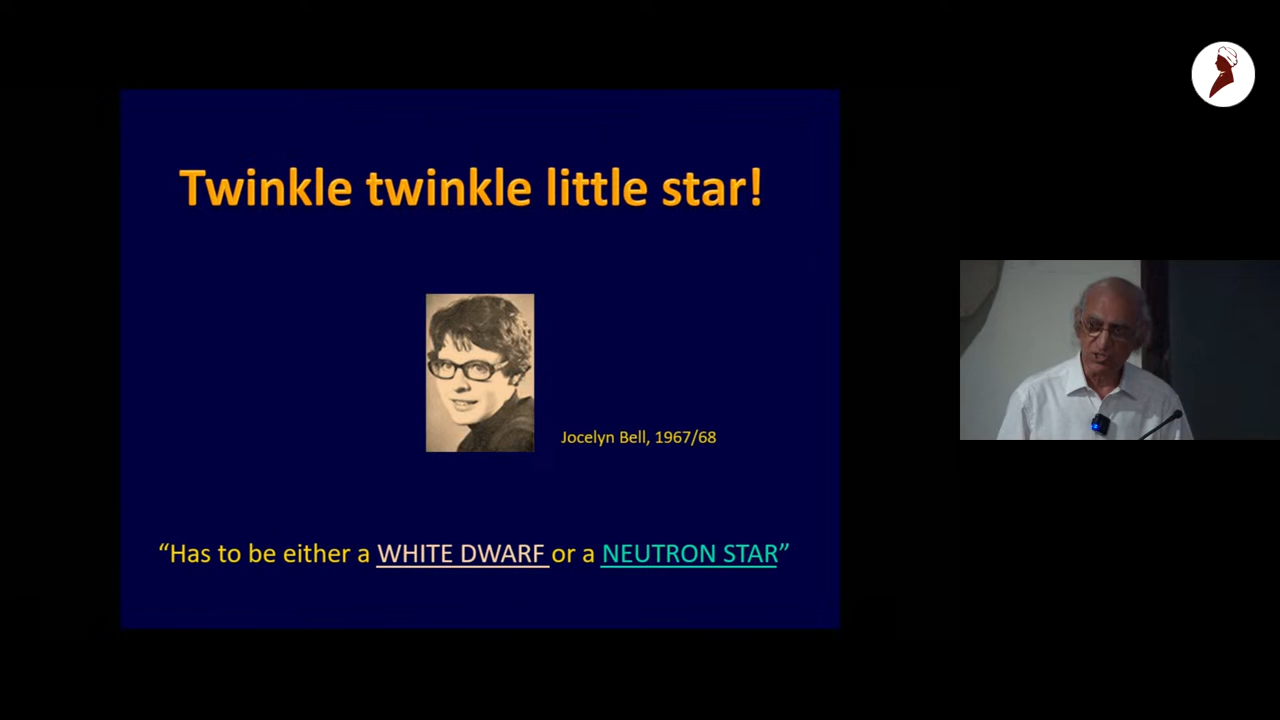 Twinkle twinkle little star!
Jocelyn Bell, 1967/68
“Has to be either a WHITE DWARF or a NEUTRON STAR”